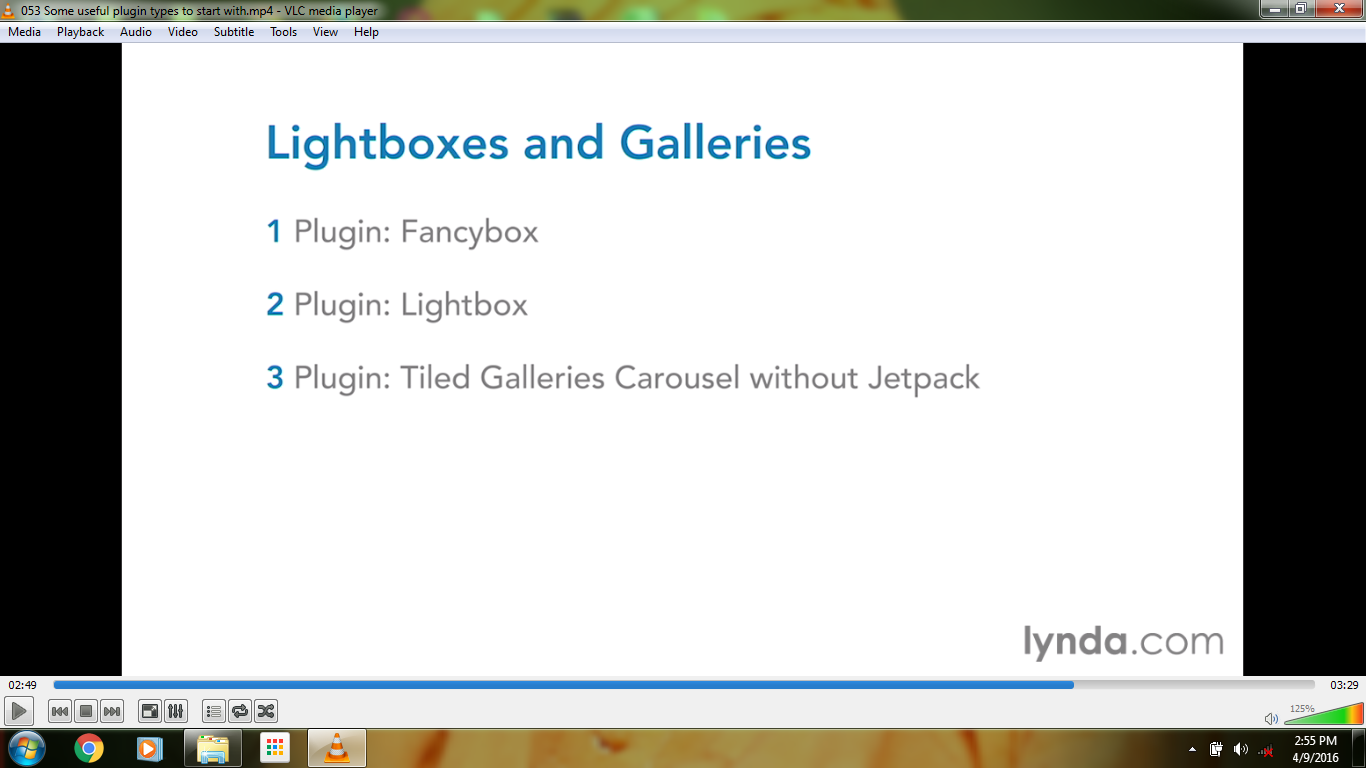 053 Some useful plugin types to start with.mp4 - VLC media player
Media Playback Audio Video Subtitle Tools View Help
Lightboxes and Galleries
1 Plugin: Fancybox
2 Plugin: Lightbox
3 Plugin: Tiled Galleries Carousel without Jetpack
lynda.com
02:49 03:29
125%
2:55 PM
4/9/2016